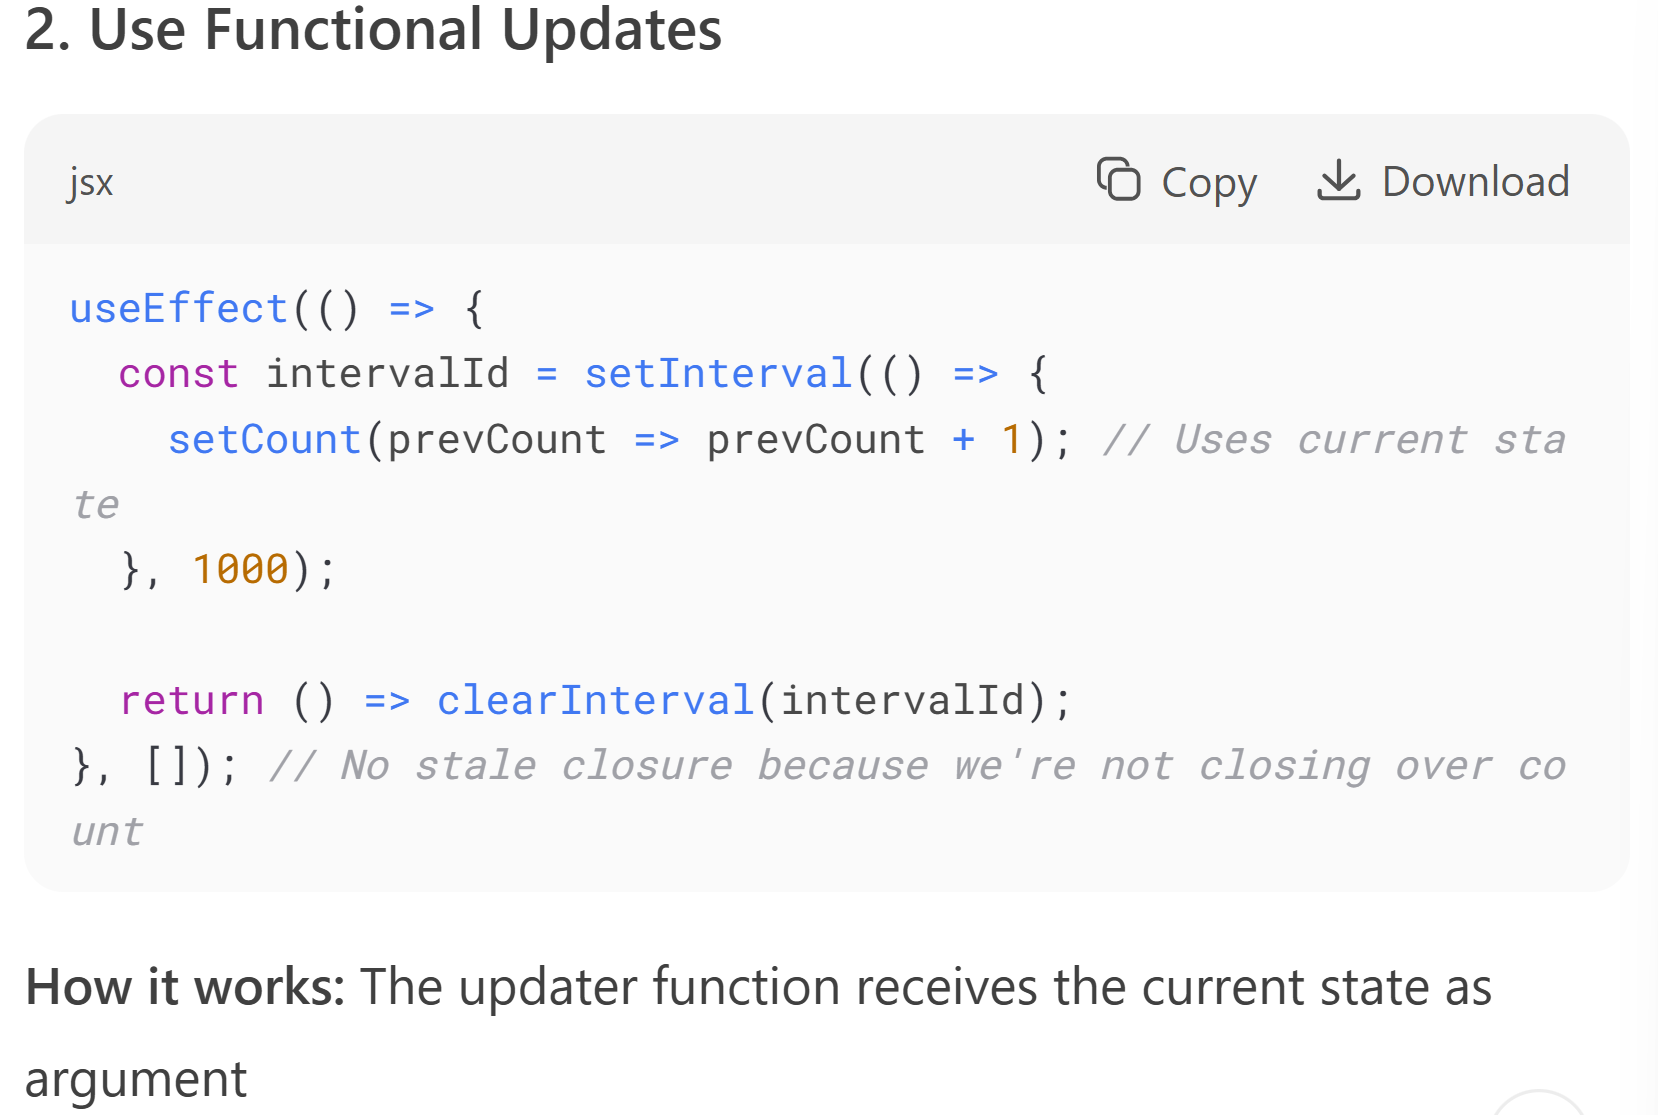 2. Use Functional Updates
jsx
Copy
Download
useEffect(() => {
  const intervalId = setInterval(() => {
    setCount(prevCount => prevCount + 1); // Uses current sta
te
  }, 1000);

  return () => clearInterval(intervalId);
}, []); // No stale closure because we're not closing over co
unt
How it works: The updater function receives the current state as
argument